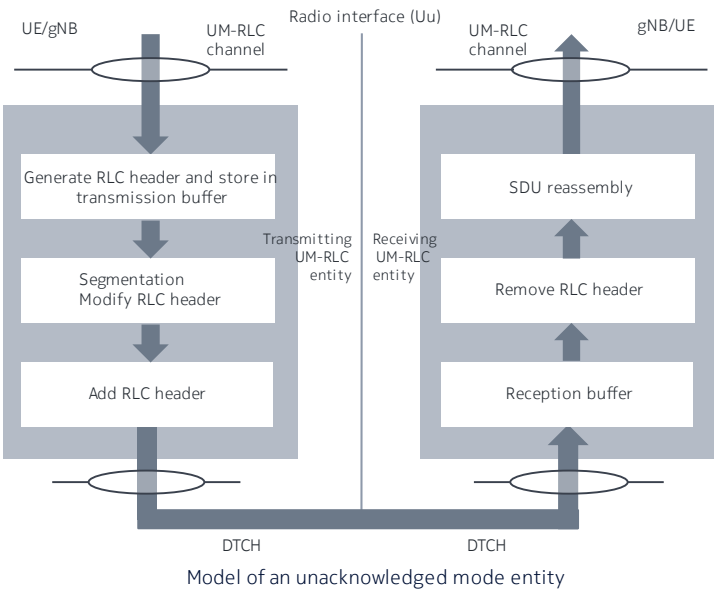 Radio interface (Uu)
UE/gNB
UM-RLC
channel
UM-RLC
channel
gNB/UE
Generate RLC header and store in
transmission buffer
Segmentation
Modify RLC header
Add RLC header
Transmitting
UM-RLC
entity
Receiving
UM-RLC
entity
SDU reassembly
Remove RLC header
Reception buffer
DTCH
DTCH
Model of an unacknowledged mode entity